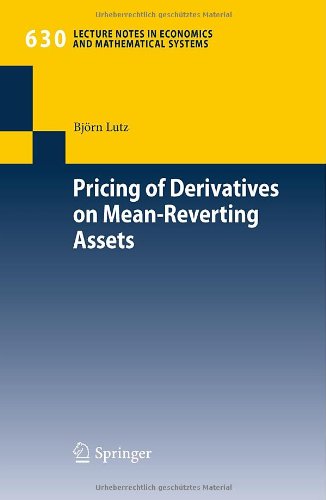 Urheberrechtlich geschütztes Material
630
LECTURE NOTES IN ECONOMICS
AND MATHEMATICAL SYSTEMS
Björn Lutz
Pricing of Derivatives
on Mean-Reverting
Assets
Springer
Urheberrechtlich geschütztes Material